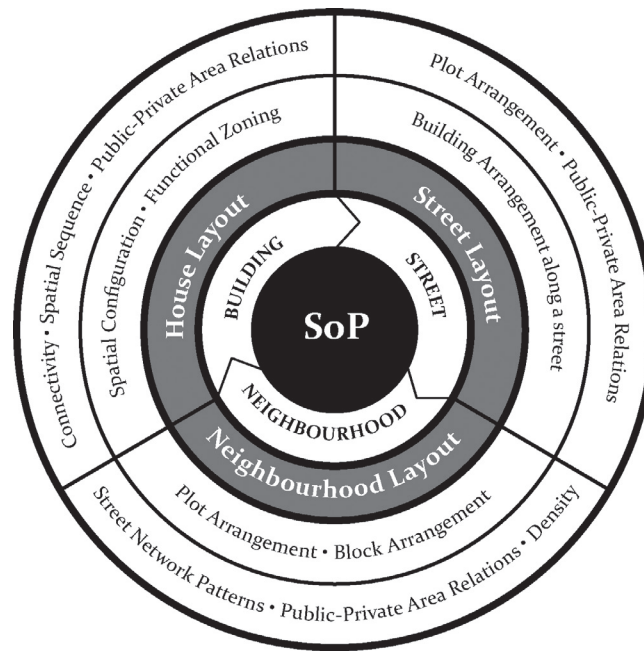 Connectivity • Spatial Sequence • Public-Private Area Relations
Spatial Configuration • Functional Zoning
House Layout
BUILDING
Plot Arrangement • Public-Private Area Relations
Building Arrangement along a street
Street Layout
STREET
SoP
NEIGHBOURHOOD
Neighbourhood Layout
Plot Arrangement • Block Arrangement
Street Network Patterns • Public-Private Area Relations • Density